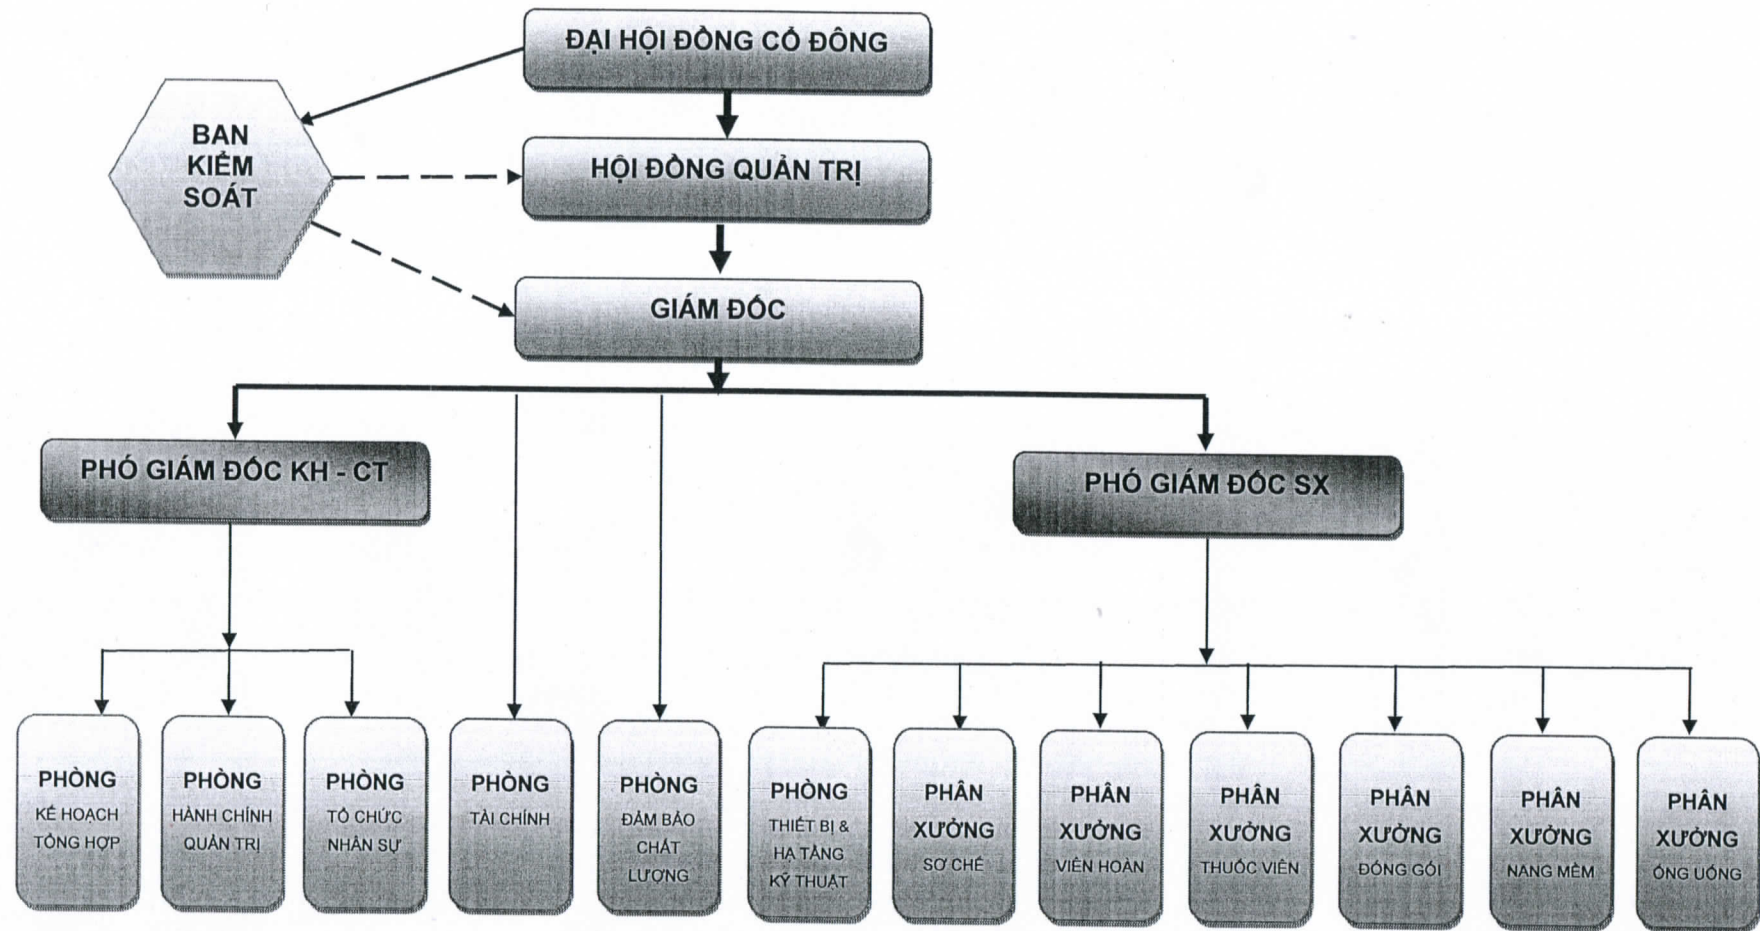 ĐẠI HỘI ĐỒNG CỔ ĐÔNG
BAN
KIỂM
SOÁT
HỘI ĐỒNG QUẢN TRỊ
GIÁM ĐỐC
PHÓ GIÁM ĐỐC KH - CT
PHÓ GIÁM ĐỐC SX
PHÒNG
KẾ HOẠCH
TỔNG HỢP
PHÒNG
HÀNH CHÍNH
QUẢN TRỊ
PHÒNG
TỔ CHỨC
NHÂN SỰ
PHÒNG
TÀI CHÍNH
PHÒNG
ĐẢM BẢO
CHẤT
LƯỢNG
PHÒNG
THIẾT BỊ &
HẠ TẦNG
KỸ THUẬT
PHÂN
XƯỞNG
SƠ CHẾ
PHÂN
XƯỞNG
VIÊN HOÀN
PHÂN
XƯỞNG
THUỐC VIÊN
PHÂN
XƯỞNG
ĐÓNG GÓI
PHÂN
XƯỞNG
NANG MỀM
PHÂN
XƯỞNG
ỐNG UỐNG